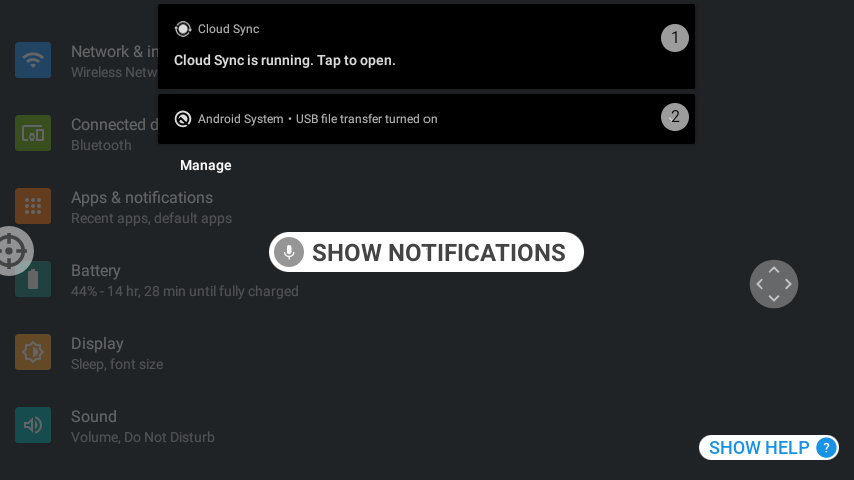 Cloud Sync
Cloud Sync is running. Tap to open.
1
Android System • USB file transfer turned on
2
Manage
Network & in
Wireless Netw
Connected d
Bluetooth
Apps & notifications
Recent apps, default apps
SHOW NOTIFICATIONS
Battery
44% - 14 hr, 28 min until fully charged
Display
Sleep, font size
Sound
Volume, Do Not Disturb
SHOW HELP ?